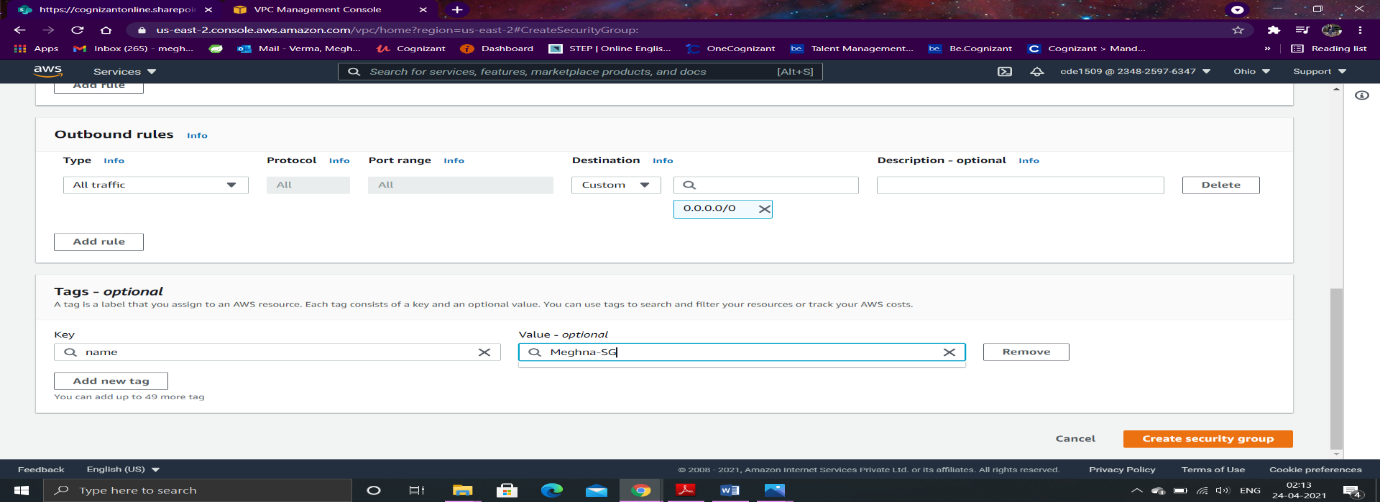 https://cognizantonline.sharepoi
VPC Management Console
us-east-2.console.aws.amazon.com/vpc/home?region=us-east-2#CreateSecurityGroup:
Apps
Inbox (265) - megh...
Mail - Verma, Megh...
Cognizant
Dashboard
STEP | Online Englis...
OneCognizant
be. Talent Management...
be. Be.Cognizant
C Cognizant > Mand...
»
Reading list
aws
Services
Search for services, features, marketplace products, and docs [Alt+S]
cde1509 @ 2348-2597-6347
Ohio
Support
Add rule
Outbound rules Info
Type Info Protocol Info Port range Info Destination Info Description - optional Info
All traffic All All Custom Delete
0.0.0.0/0
Add rule
Tags - optional
A tag is a label that you assign to an AWS resource. Each tag consists of a key and an optional value. You can use tags to search and filter your resources or track your AWS costs.
Key Value - optional
name Meghna-SG Remove
Add new tag
You can add up to 49 more tag
Cancel Create security group
Feedback English (US) © 2008 - 2021, Amazon Internet Services Private Ltd. or its affiliates. All rights reserved. Privacy Policy Terms of Use Cookie preferences
Type here to search
ENG
02:13
24-04-2021
4